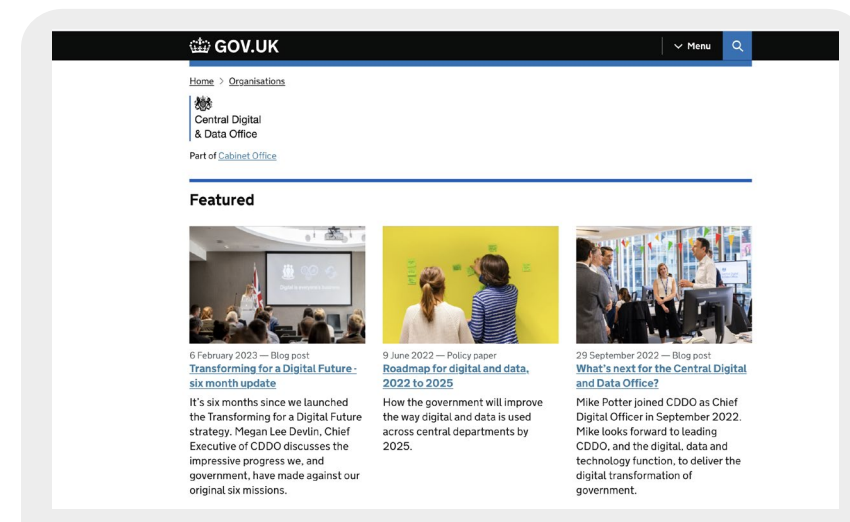 GOV.UK
Menu
Home > Organisations
Central Digital
& Data Office
Part of Cabinet Office
Featured
6 February 2023 — Blog post
Transforming for a Digital Future -
six month update
It's six months since we launched
the Transforming for a Digital Future
strategy. Megan Lee Devlin, Chief
Executive of CDDO discusses the
impressive progress we, and
government, have made against our
original six missions.
9 June 2022 — Policy paper
Roadmap for digital and data,
2022 to 2025
How the government will improve
the way digital and data is used
across central departments by
2025.
29 September 2022 — Blog post
What's next for the Central Digital
and Data Office?
Mike Potter joined CDDO as Chief
Digital Officer in September 2022.
Mike looks forward to leading
CDDO, and the digital, data and
technology function, to deliver the
digital transformation of
government.